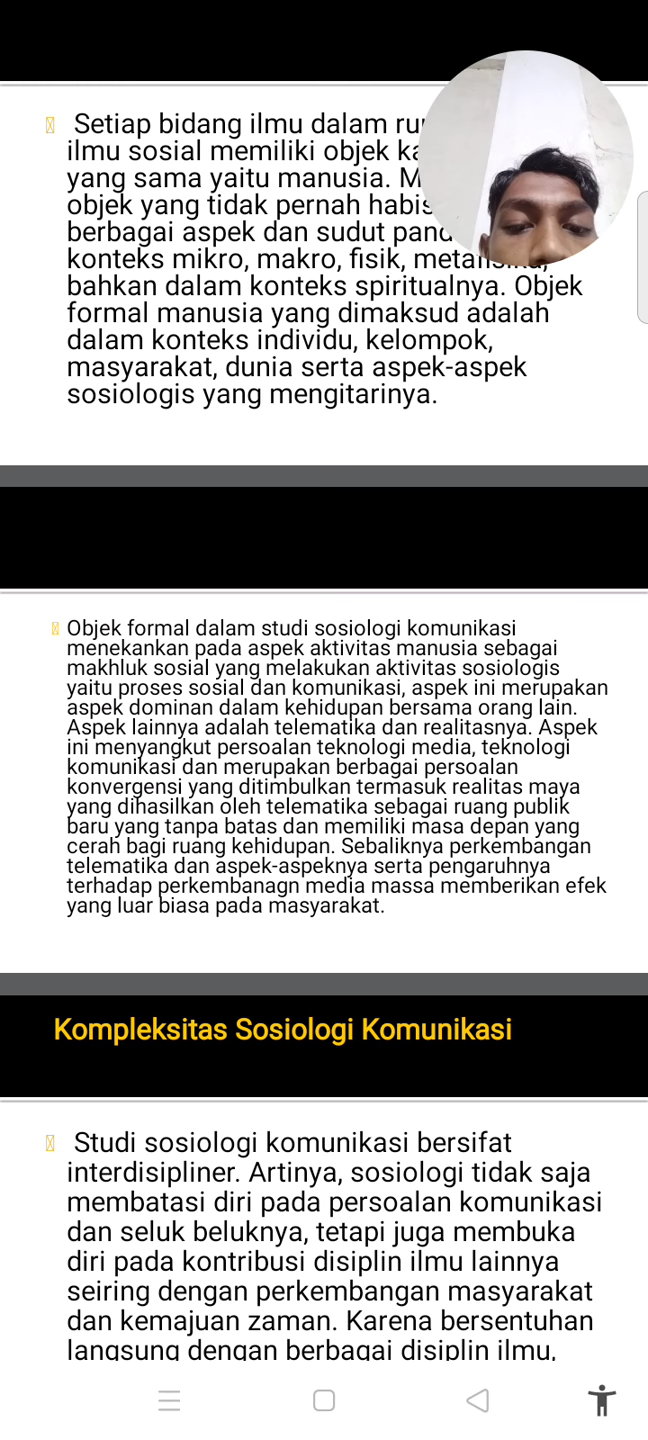 Setiap bidang ilmu dalam
ilmu sosial memiliki objek
yang sama yaitu manusia.
objek yang tidak pernah habis
berbagai aspek dan sudut
konteks mikro, makro, fisik,
bahkan dalam konteks spiritualnya. Objek
formal manusia yang dimaksud adalah
dalam konteks individu, kelompok,
masyarakat, dunia serta aspek-aspek
sosiologis yang mengitarinya.
Objek formal dalam studi sosiologi komunikasi
menekankan pada aspek aktivitas manusia sebagai
makhluk sosial yang melakukan aktivitas sosiologis
yaitu proses sosial dan komunikasi, aspek ini merupakan
aspek dominan dalam kehidupan bersama orang lain.
Aspek lainnya adalah telematika dan realitasnya. Aspek
ini menyangkut persoalan teknologi media, teknologi
komunikasi dan merupakan berbagai persoalan
konvergensi yang ditimbulkan termasuk realitas maya
yang dihasilkan oleh telematika sebagai ruang publik
baru yang tanpa batas dan memiliki masa depan yang
cerah bagi ruang kehidupan. Sebaliknya perkembangan
telematika dan aspek-aspeknya serta pengaruhnya
terhadap perkembanagn media massa memberikan efek
yang luar biasa pada masyarakat.
Kompleksitas Sosiologi Komunikasi
Studi sosiologi komunikasi bersifat
interdisipliner. Artinya, sosiologi tidak saja
membatasi diri pada persoalan komunikasi
dan seluk beluknya, tetapi juga membuka
diri pada kontribusi disiplin ilmu lainnya
seiring dengan perkembangan masyarakat
dan kemajuan zaman. Karena bersentuhan
langsung dengan berbagai disiplin ilmu,